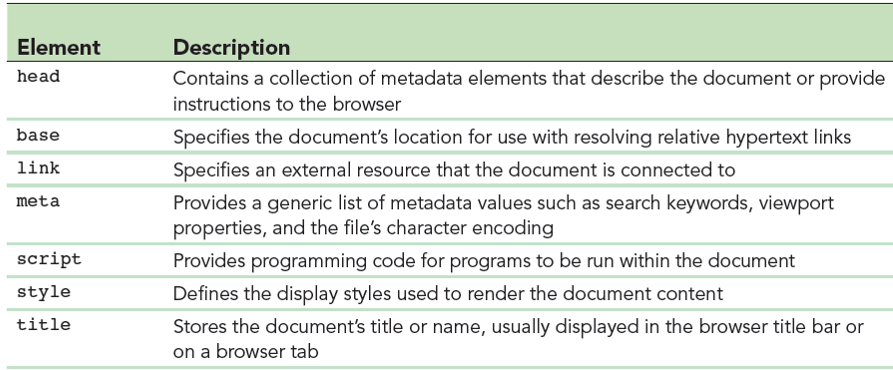 Element Description
head Contains a collection of metadata elements that describe the document or provide
instructions to the browser
base Specifies the document's location for use with resolving relative hypertext links
link Specifies an external resource that the document is connected to
meta Provides a generic list of metadata values such as search keywords, viewport
properties, and the file's character encoding
script Provides programming code for programs to be run within the document
style Defines the display styles used to render the document content
title Stores the document's title or name, usually displayed in the browser title bar or
on a browser tab